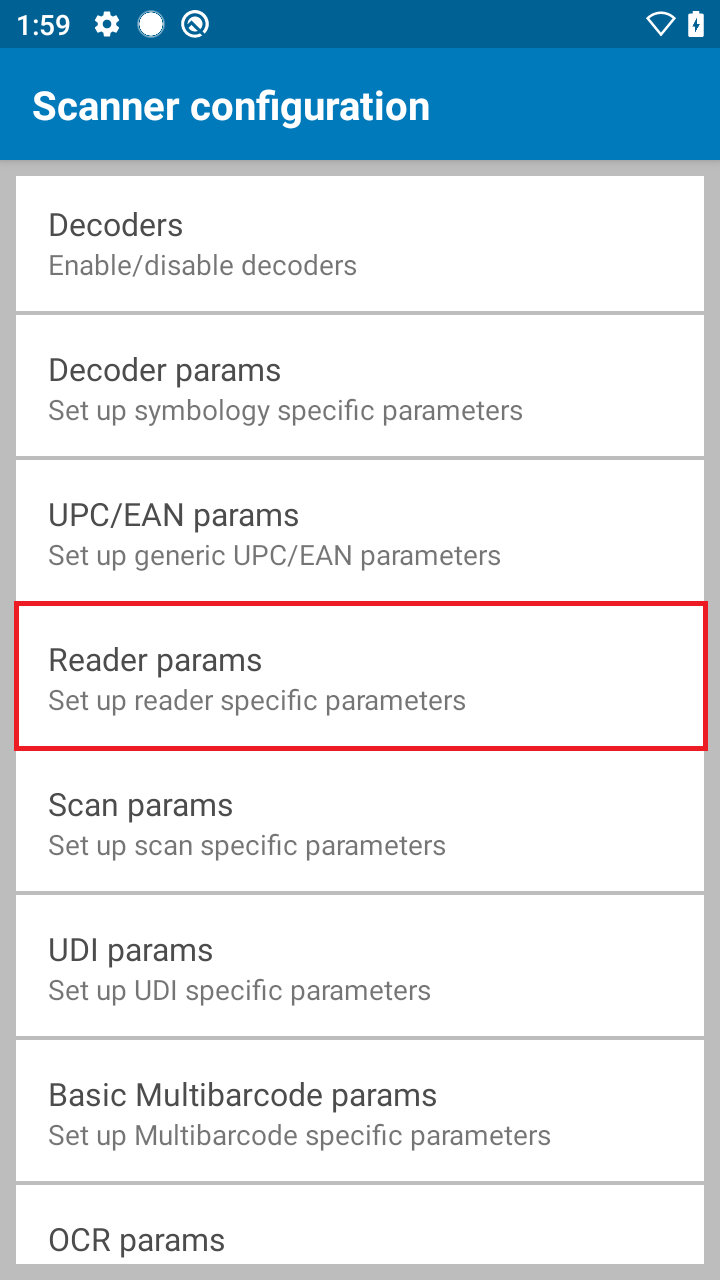 1:59
Scanner configuration
Decoders
Enable/disable decoders
Decoder params
Set up symbology specific parameters
UPC/EAN params
Set up generic UPC/EAN parameters
Reader params
Set up reader specific parameters
Scan params
Set up scan specific parameters
UDI params
Set up UDI specific parameters
Basic Multibarcode params
Set up Multibarcode specific parameters
OCR params